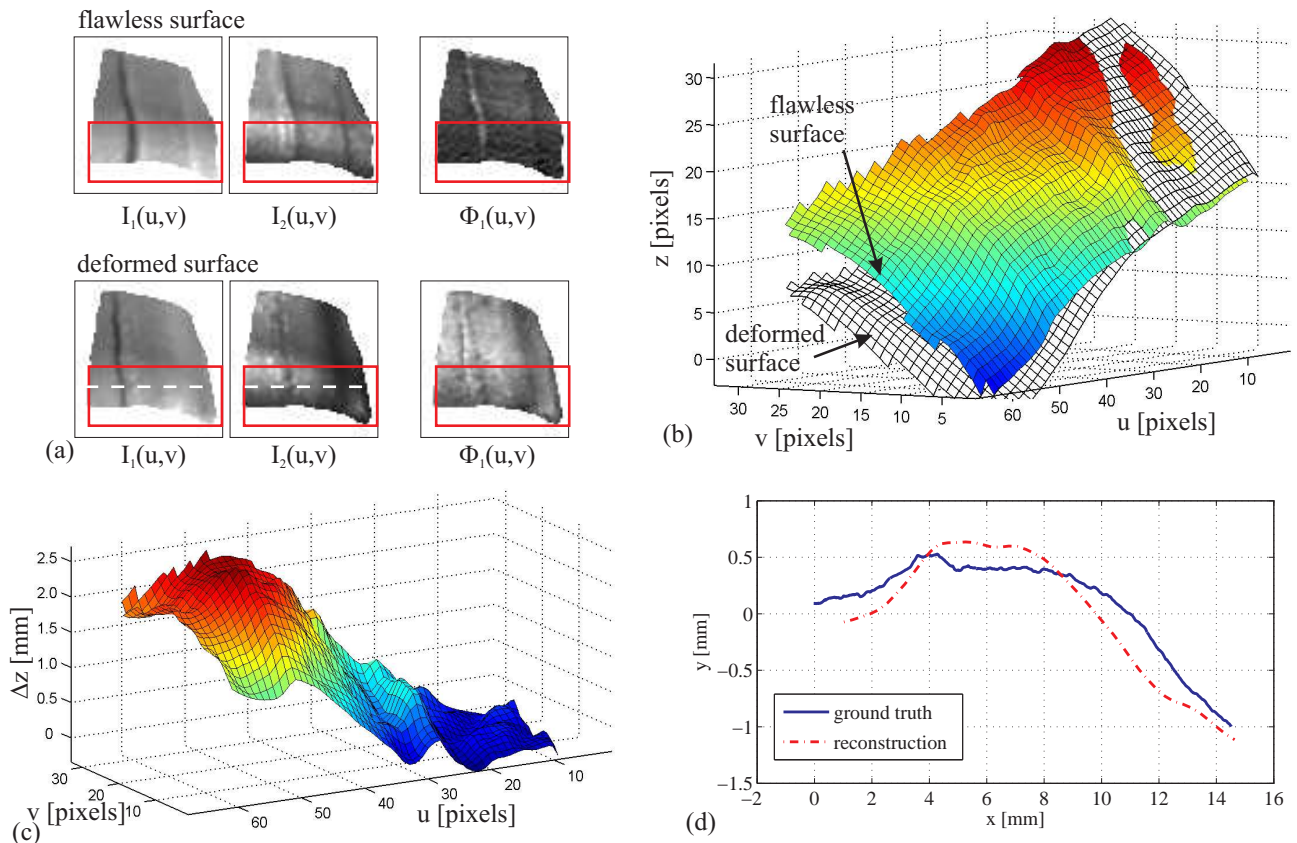 flawless surface
I₁(u,v)
I₂(u,v)
Φ₁(u,v)
deformed surface
(a)
I₁(u,v)
I₂(u,v)
Φ₁(u,v)
flawless
surface
deformed
surface
z [pixels]
30
25
20
15
10
5
0
30
25
20
15
10
5
v [pixels]
60
50
40
30
20
10
u [pixels]
(b)
Δz [mm]
2.5
2.0
1.5
1.0
0.5
0
30
20
10
v [pixels]
60
50
40
30
20
10
u [pixels]
(c)
y [mm]
1
0.5
0
−0.5
−1
−1.5
ground truth
reconstruction
−2
0
2
4
6
8
10
12
14
16
x [mm]
(d)